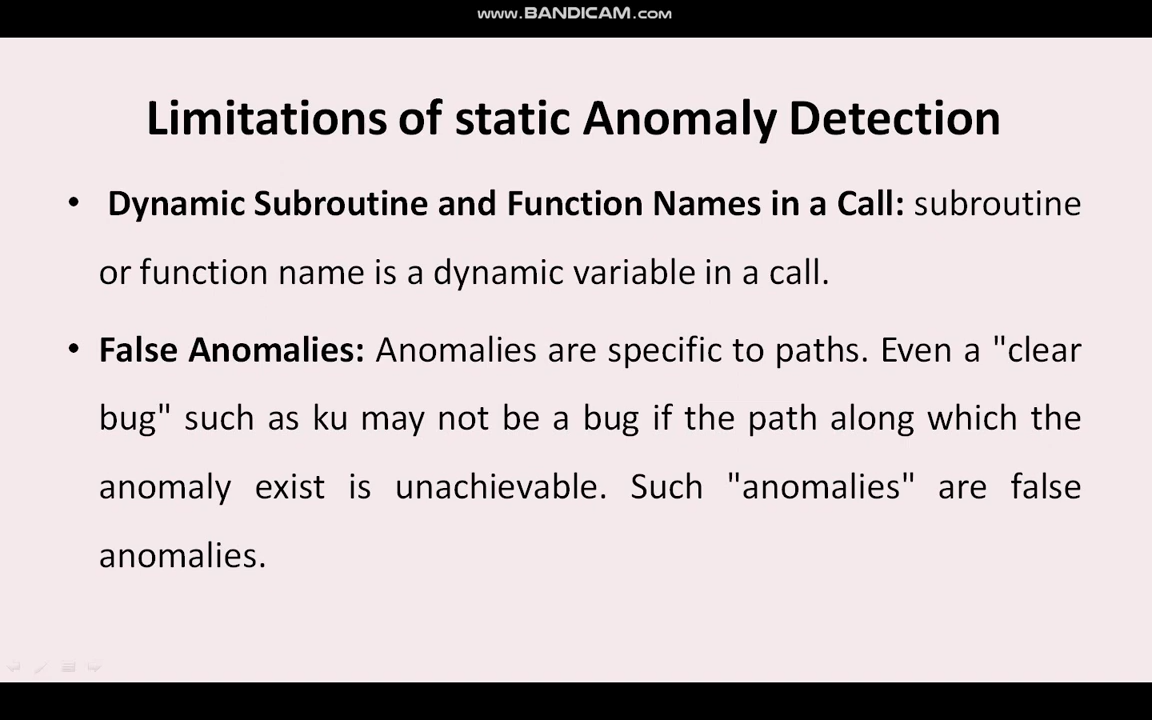 www.BANDICAM.com
Limitations of static Anomaly Detection
• Dynamic Subroutine and Function Names in a Call: subroutine
or function name is a dynamic variable in a call.
• False Anomalies: Anomalies are specific to paths. Even a "clear
bug" such as ku may not be a bug if the path along which the
anomaly exist is unachievable. Such "anomalies" are false
anomalies.